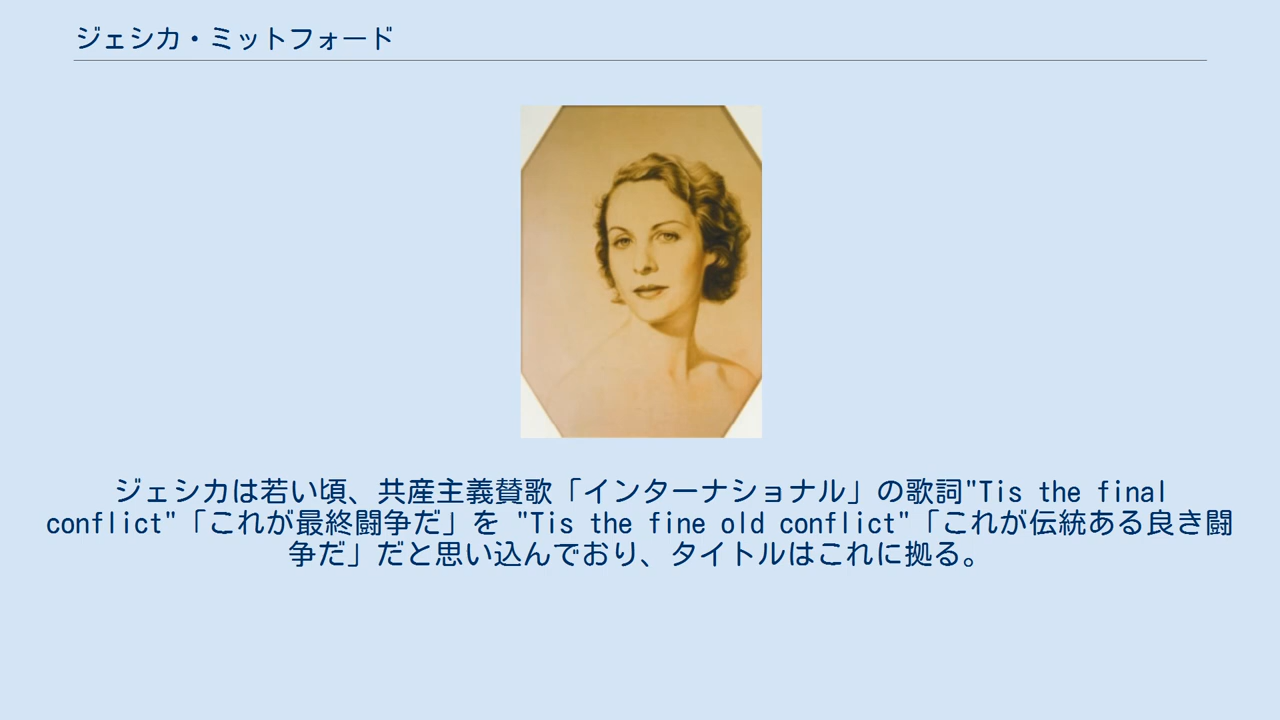 ジェシカ・ミットフォード
ジェシカは若い頃、共産主義賛歌「インターナショナル」の歌詞"Tis the final
conflict"「これが最終闘争だ」を "Tis the fine old conflict"「これが伝統ある良き闘
争だ」だと思い込んでおり、タイトルはこれに拠る。